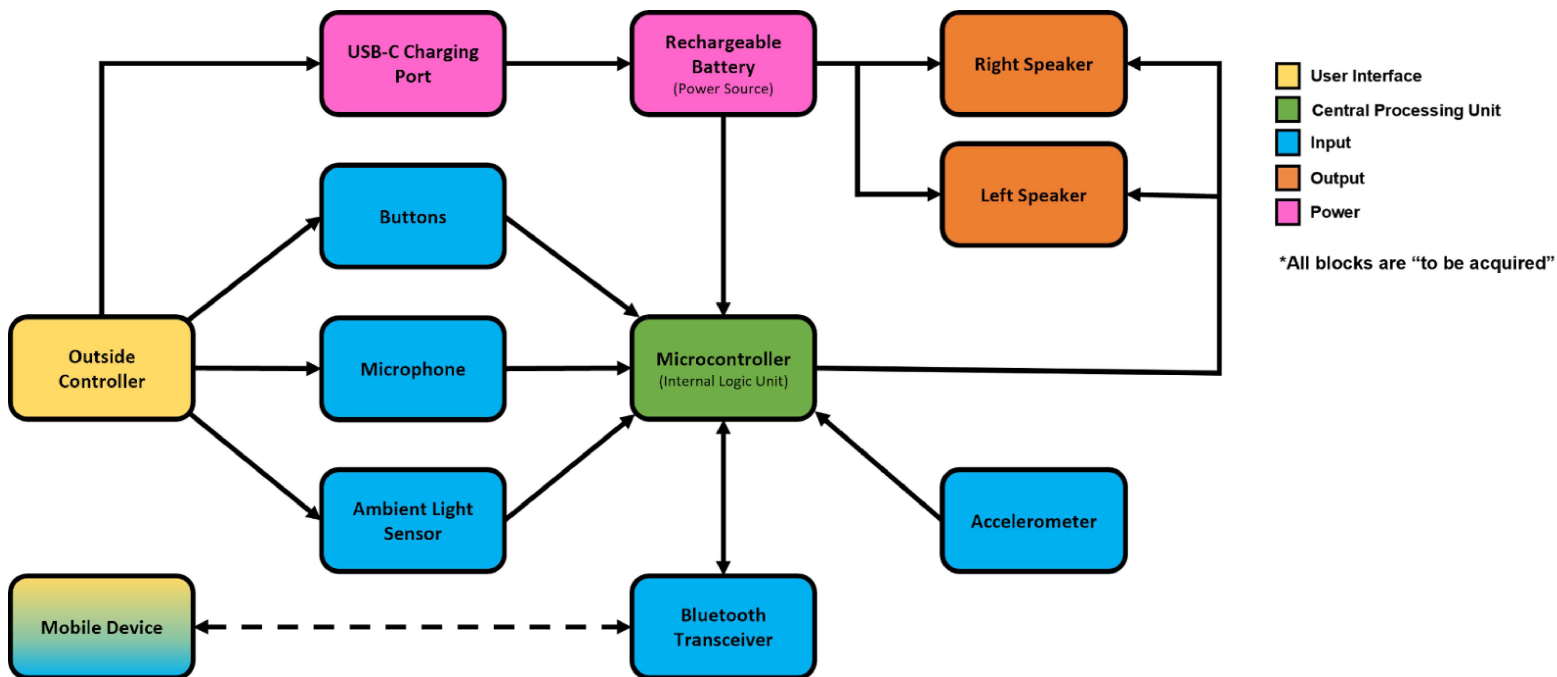 USB-C Charging
Port
Rechargeable
Battery
(Power Source)
Right Speaker
User Interface
Central Processing Unit
Input
Output
Power
*All blocks are “to be acquired”
Buttons
Left Speaker
Outside
Controller
Microphone
Microcontroller
(Internal Logic Unit)
Ambient Light
Sensor
Accelerometer
Mobile Device
Bluetooth
Transceiver